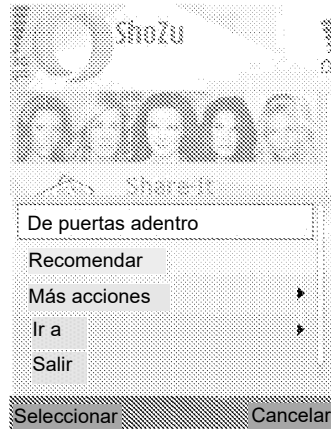 ShoZu
Share-It
De puertas adentro
Recomendar
Más acciones
Ir a
Salir
Seleccionar
Cancelar